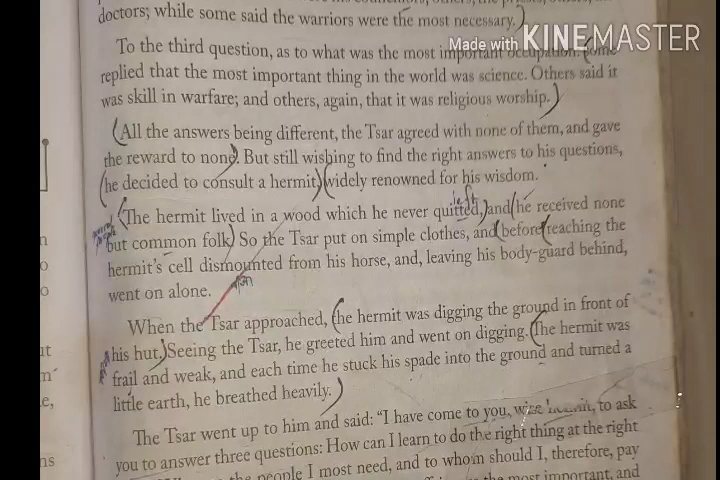 doctors; while some said the warriors were the most necessary.
Made with KINEMASTER
To the third question, as to what was the most important occupation. Some
replied that the most important thing in the world was science. Others said it
was skill in warfare; and others, again, that it was religious worship.
All the answers being different, the Tsar agreed with none of them, and gave
the reward to none. But still wishing to find the right answers to his questions,
he decided to consult a hermit, widely renowned for his wisdom.
left
The hermit lived in a wood which he never quitted, and he received none
but common folk. So the Tsar put on simple clothes, and before reaching the
hermit's cell dismounted from his horse, and, leaving his body-guard behind,
went on alone.
When the Tsar approached, the hermit was digging the ground in front of
his hut. Seeing the Tsar, he greeted him and went on digging. The hermit was
frail and weak, and each time he stuck his spade into the ground and turned a
little earth, he breathed heavily.
The Tsar went up to him and said: "I have come to you, wise hermit, to ask
you to answer three questions: How can I learn to do the right thing at the right
the people I most need, and to whom should I, therefore, pay
the most important, and